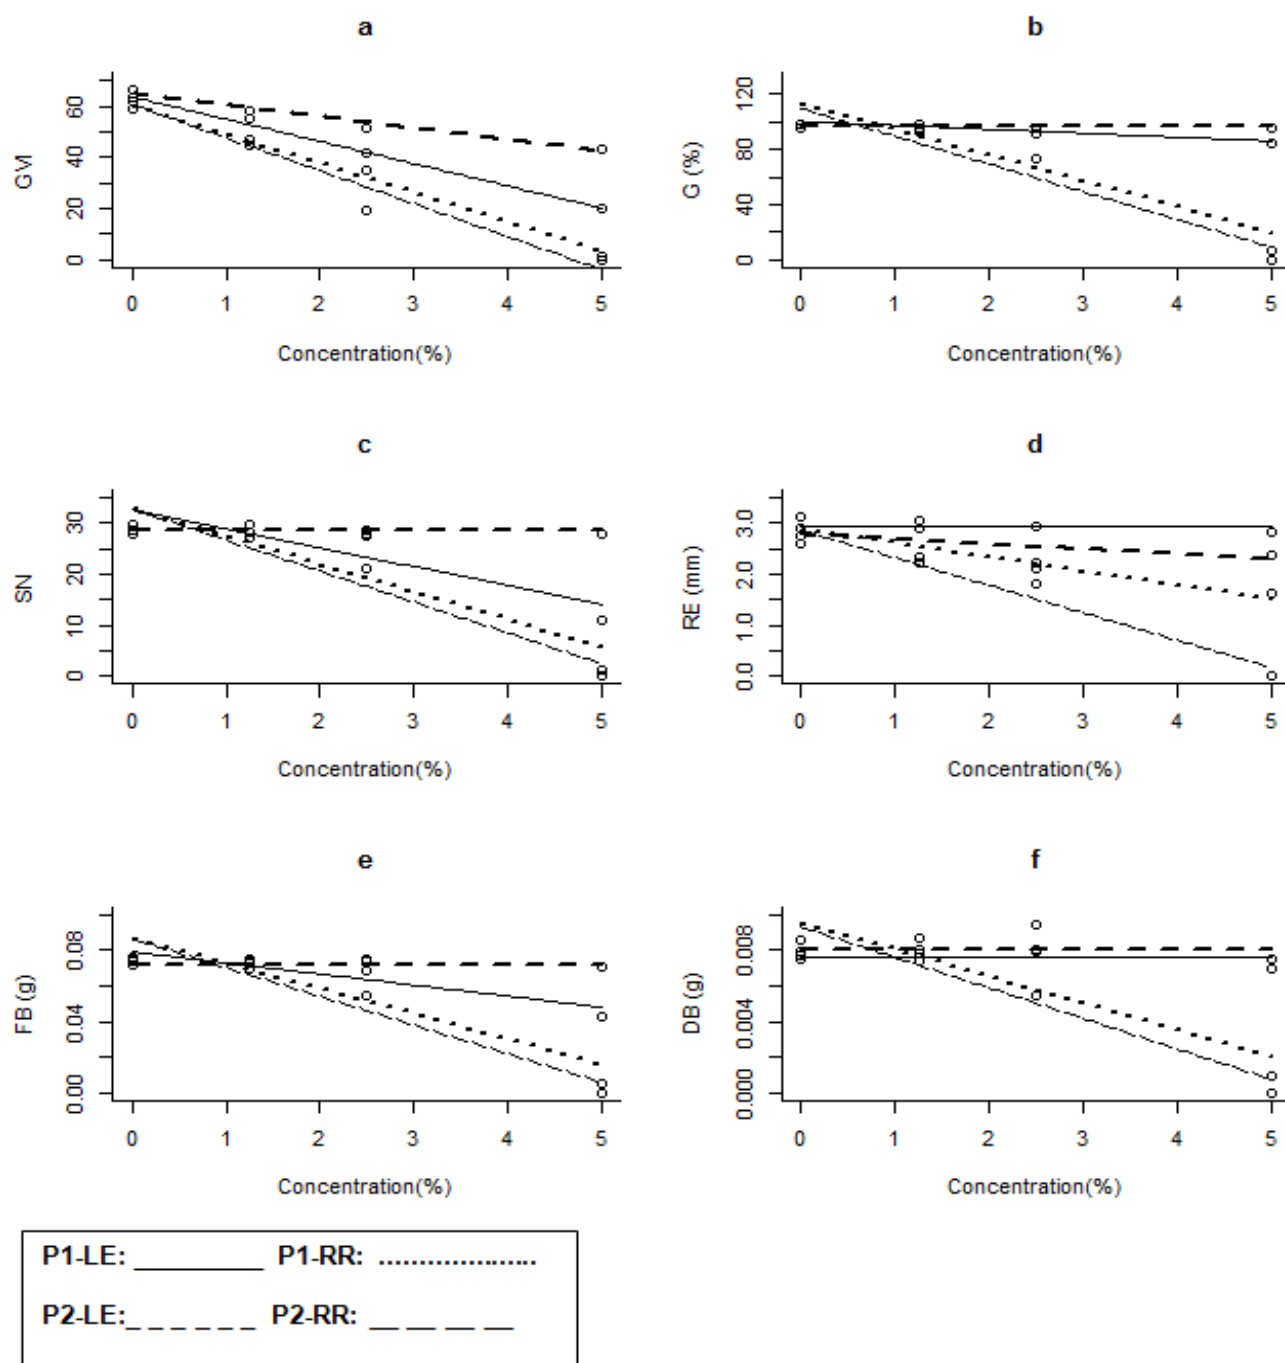 a
GVI
0 20 40 60
0 1 2 3 4 5
Concentration(%)
b
G (%)
0 40 80 120
0 1 2 3 4 5
Concentration(%)
c
SN
0 10 20 30
0 1 2 3 4 5
Concentration(%)
d
RE (mm)
0.0 1.0 2.0 3.0
0 1 2 3 4 5
Concentration(%)
e
FB (g)
0.00 0.04 0.08
0 1 2 3 4 5
Concentration(%)
f
DB (g)
0.000 0.004 0.008
0 1 2 3 4 5
Concentration(%)
P1-LE: P1-RR:
P2-LE: P2-RR: